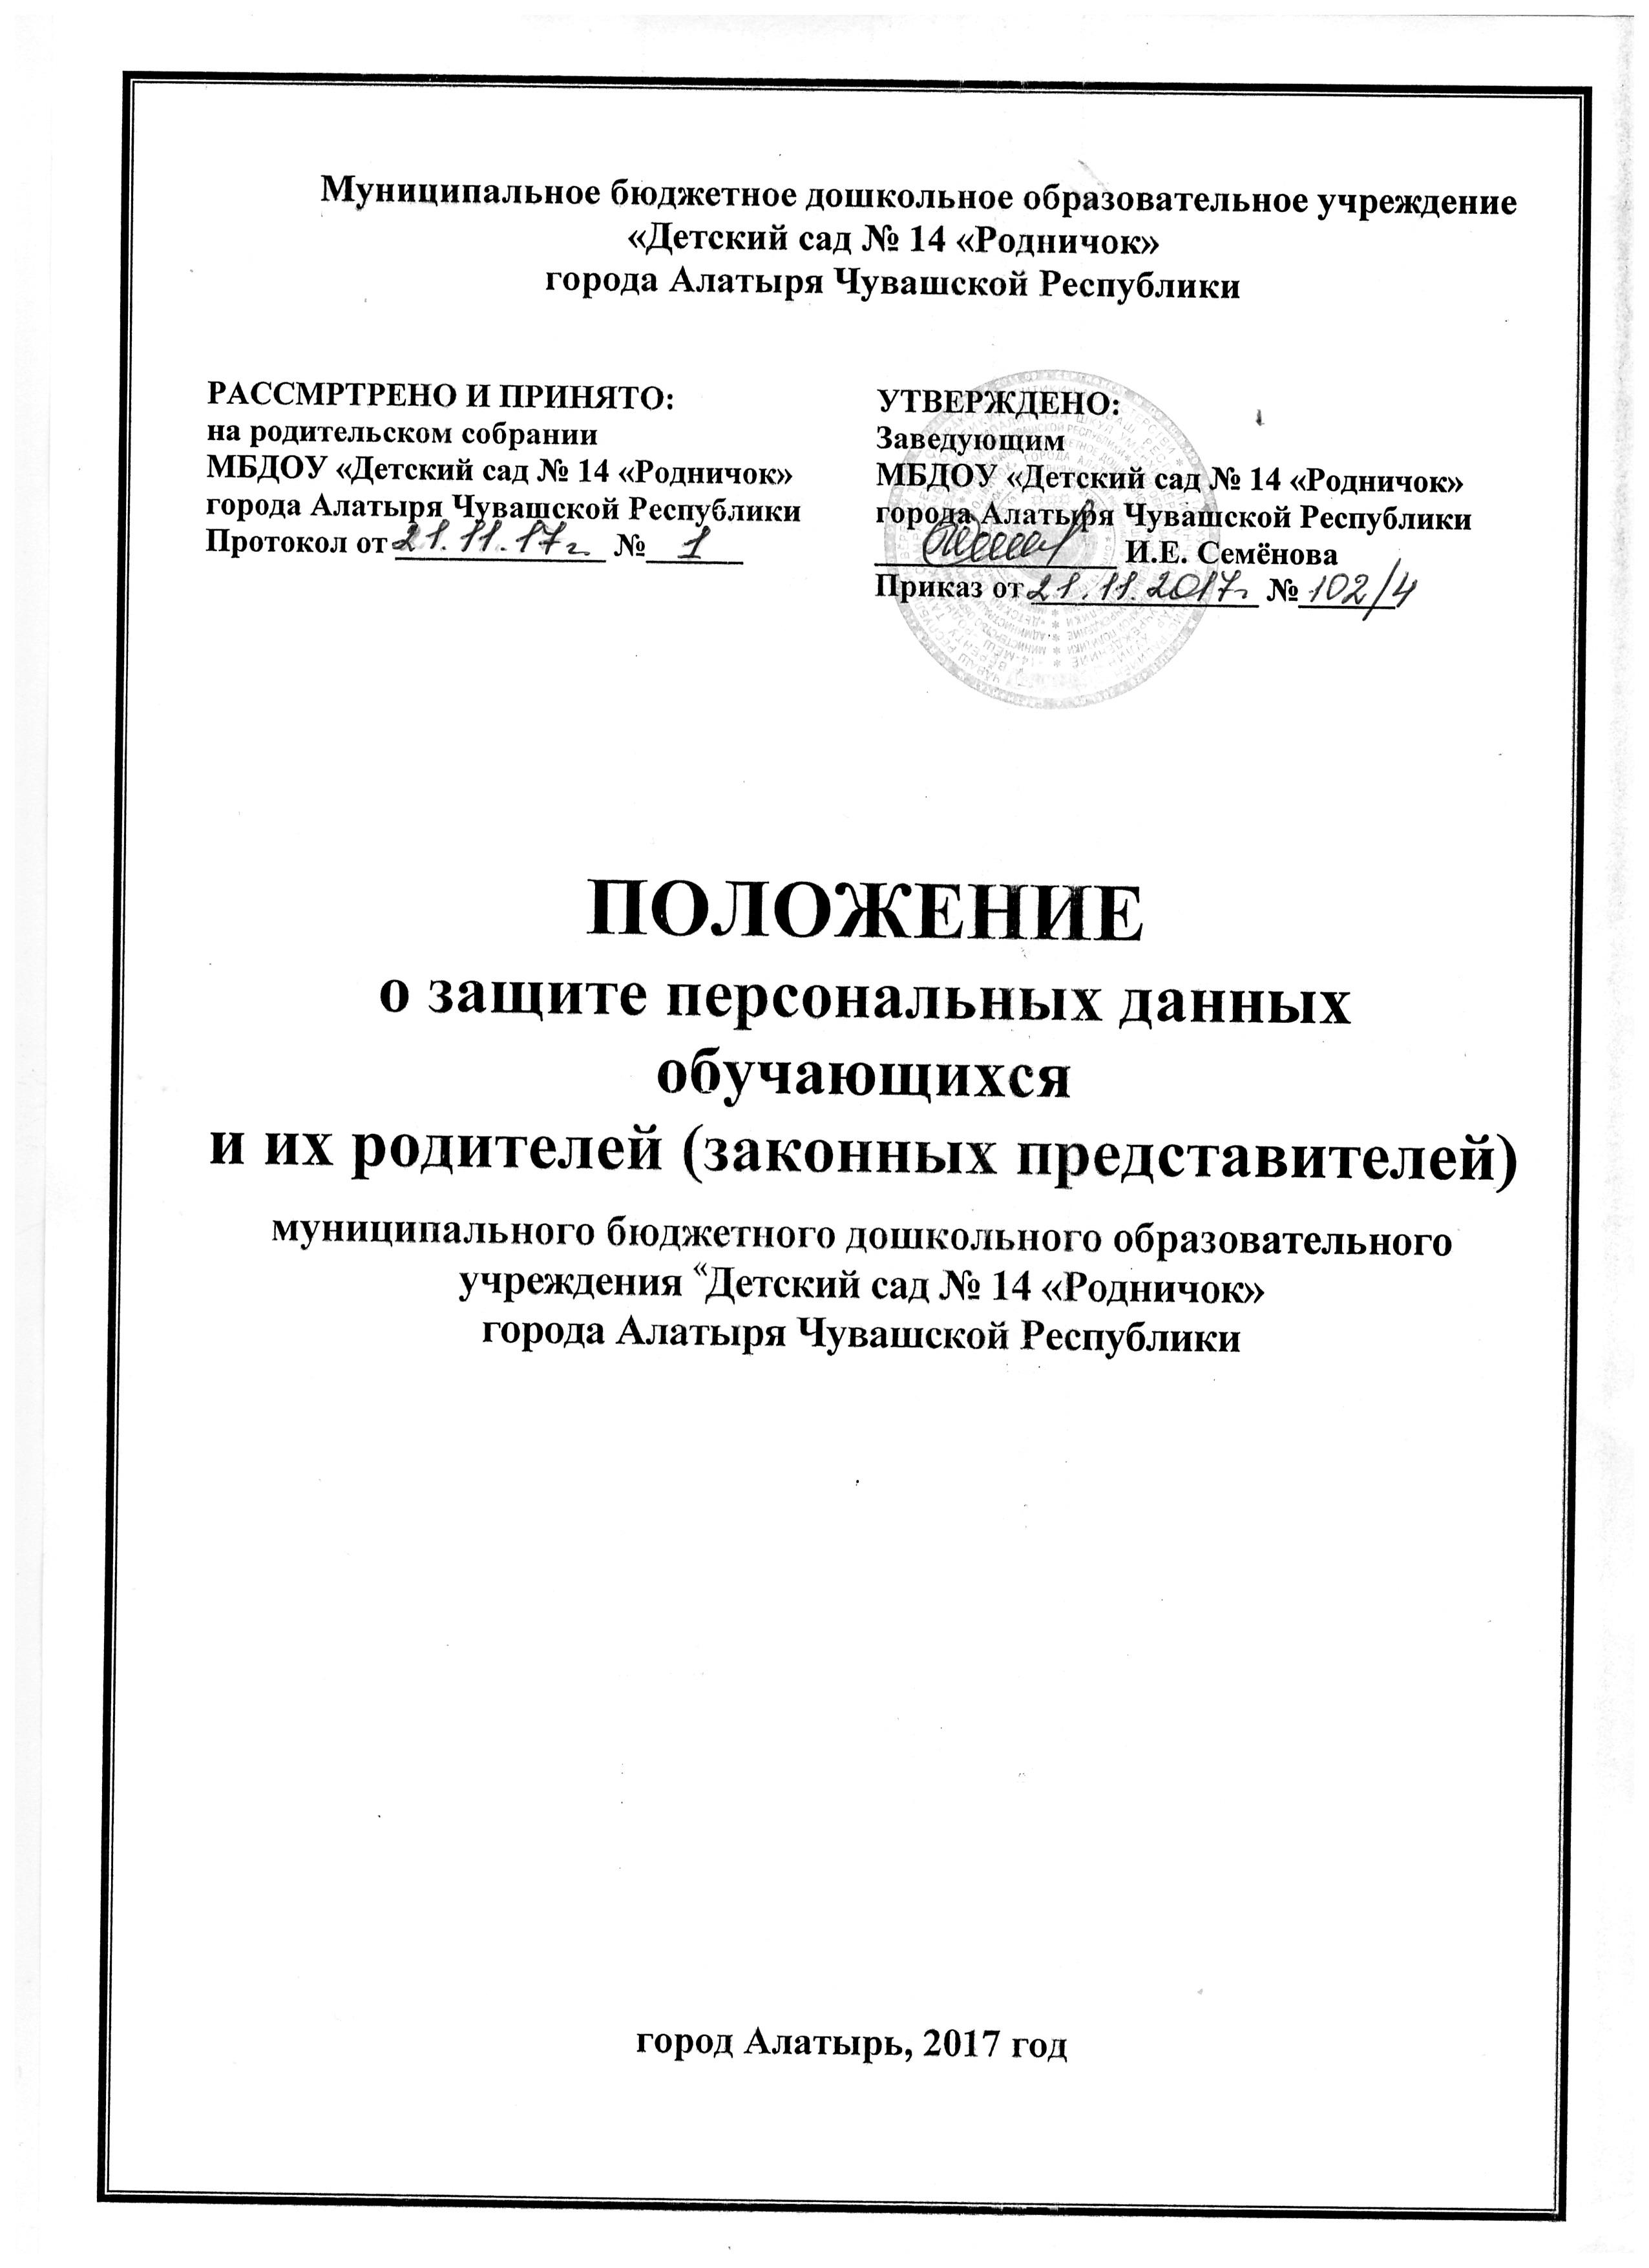 Муниципальное бюджетное дошкольное образовательное учреждение
«Детский сад № 14 «Родничок»
города Алатыря Чувашской Республики
РАССМРТРЕНО И ПРИНЯТО:
на родительском собрании
МБДОУ «Детский сад № 14 «Родничок»
города Алатыря Чувашской Республики
Протокол от 21.11.17г. № 1
УТВЕРЖДЕНО:
Заведующим
МБДОУ «Детский сад № 14 «Родничок»
города Алатыря Чувашской Республики
И.Е. Семёнова
Приказ от 21.11.2017г № 102/4
ПОЛОЖЕНИЕ
о защите персональных данных
обучающихся
и их родителей (законных представителей)
муниципального бюджетного дошкольного образовательного
учреждения “Детский сад № 14 «Родничок»
города Алатыря Чувашской Республики
город Алатырь, 2017 год